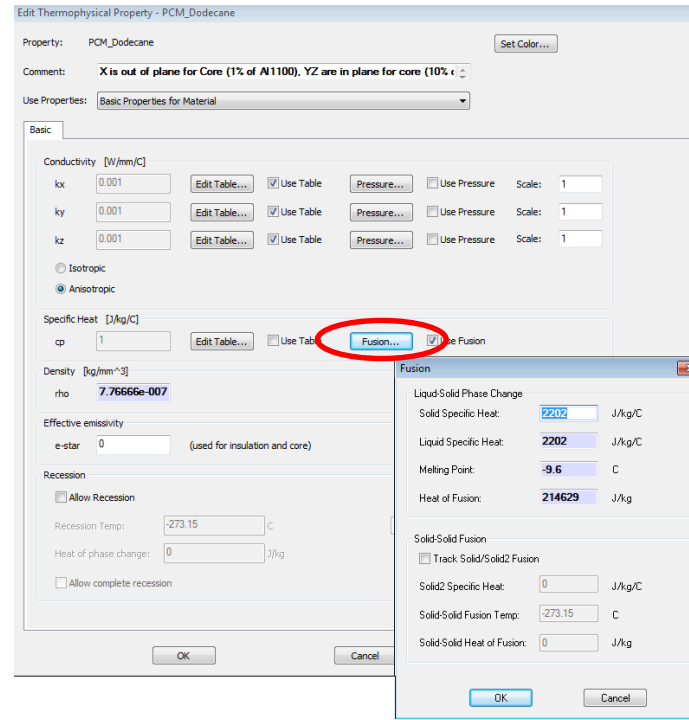 Edit Thermophysical Property - PCM_Dodecane
Property: PCM_Dodecane Set Color...
Comment: X is out of plane for Core (1% of Al1100), YZ are in plane for core (10%
Use Properties: Basic Properties for Material
Basic
Conductivity [W/mm/C]
kx 0.001 Edit Table... Use Table Pressure... Use Pressure Scale: 1
ky 0.001 Edit Table... Use Table Pressure... Use Pressure Scale: 1
kz 0.001 Edit Table... Use Table Pressure... Use Pressure Scale: 1
Isotropic
Anisotropic
Specific Heat [J/kg/C]
cp 1 Edit Table... Use Tab Fusion... Use Fusion
Density [kg/mm^3]
rho 7.76666e-007
Effective emissivity
e-star 0 (used for insulation and core)
Recession
Allow Recession
Recession Temp: -273.15 C
Heat of phase change: 0 J/kg
Allow complete recession
OK Cancel
Fusion
Liqud-Solid Phase Change
Solid Specific Heat: 2202 J/kg/C
Liquid Specific Heat: 2202 J/kg/C
Melting Point: -9.6 C
Heat of Fusion: 214629 J/kg
Solid-Solid Fusion
Track Solid/Solid2 Fusion
Solid2 Specific Heat: 0 J/kg/C
Solid-Solid Fusion Temp: -273.15 C
Solid-Solid Heat of Fusion: 0 J/kg
OK Cancel